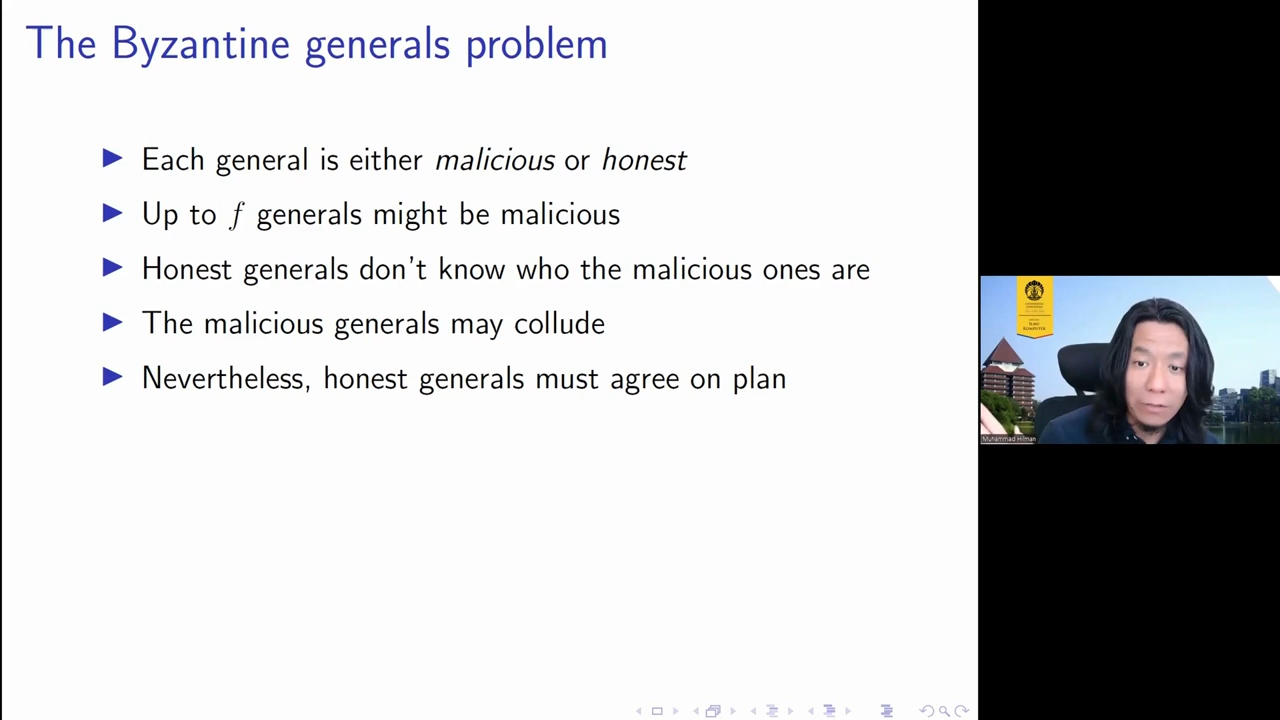 The Byzantine generals problem
Each general is either malicious or honest
Up to f generals might be malicious
Honest generals don't know who the malicious ones are
The malicious generals may collude
Nevertheless, honest generals must agree on plan
ILMU
KOMPUTER
Muhammad Hilman